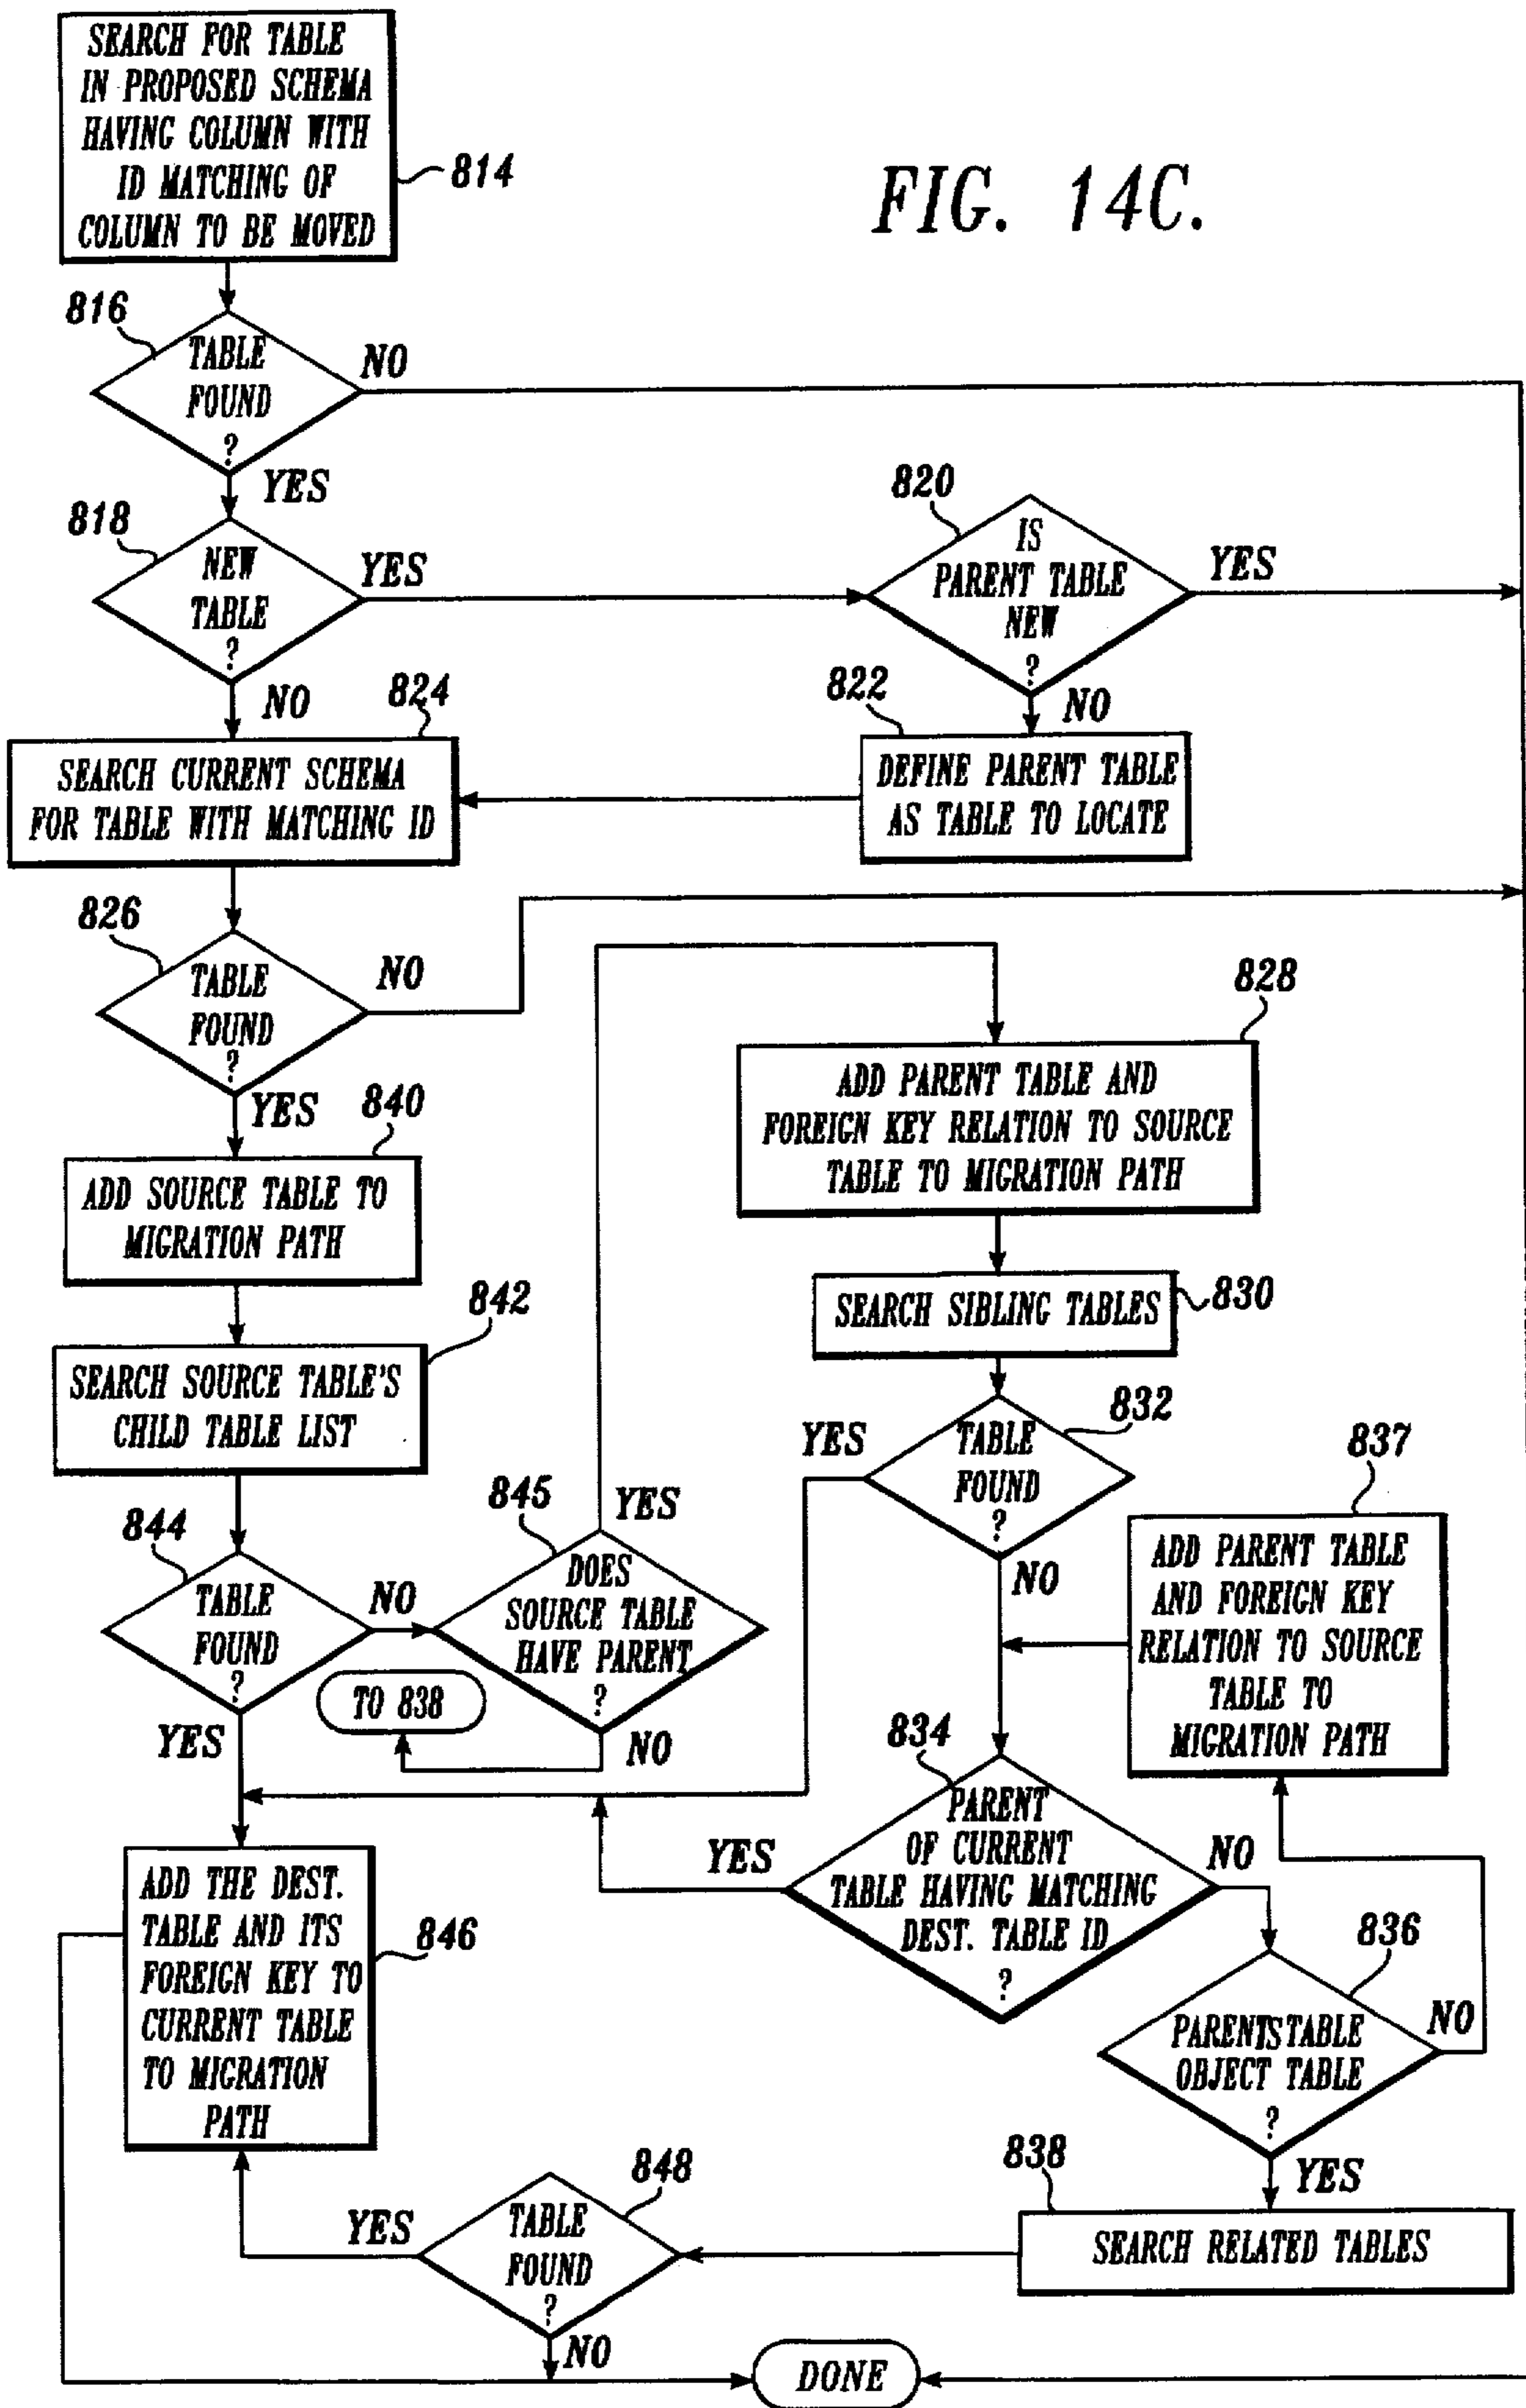 SEARCH FOR TABLE
IN PROPOSED SCHEMA
HAVING COLUMN WITH
ID MATCHING OF
COLUMN TO BE MOVED
814
FIG. 14C.
816
TABLE
FOUND
?
NO
YES
818
NEW
TABLE
?
YES
NO
820
IS
PARENT TABLE
NEW
?
YES
NO
822
DEFINE PARENT TABLE
AS TABLE TO LOCATE
824
SEARCH CURRENT SCHEMA
FOR TABLE WITH MATCHING ID
826
TABLE
FOUND
?
NO
YES
828
ADD PARENT TABLE AND
FOREIGN KEY RELATION TO SOURCE
TABLE TO MIGRATION PATH
840
ADD SOURCE TABLE TO
MIGRATION PATH
SEARCH SIBLING TABLES
830
842
SEARCH SOURCE TABLE'S
CHILD TABLE LIST
832
TABLE
FOUND
?
YES
NO
837
ADD PARENT TABLE
AND FOREIGN KEY
RELATION TO SOURCE
TABLE TO
MIGRATION PATH
844
TABLE
FOUND
?
NO
YES
845
DOES
SOURCE TABLE
HAVE PARENT
?
YES
NO
TO 838
834
PARENT
OF CURRENT
TABLE HAVING MATCHING
DEST. TABLE ID
?
YES
NO
836
PARENTS TABLE
OBJECT TABLE
?
NO
YES
ADD THE DEST.
TABLE AND ITS
FOREIGN KEY TO
CURRENT TABLE
TO MIGRATION
PATH
846
838
SEARCH RELATED TABLES
848
TABLE
FOUND
?
YES
NO
DONE